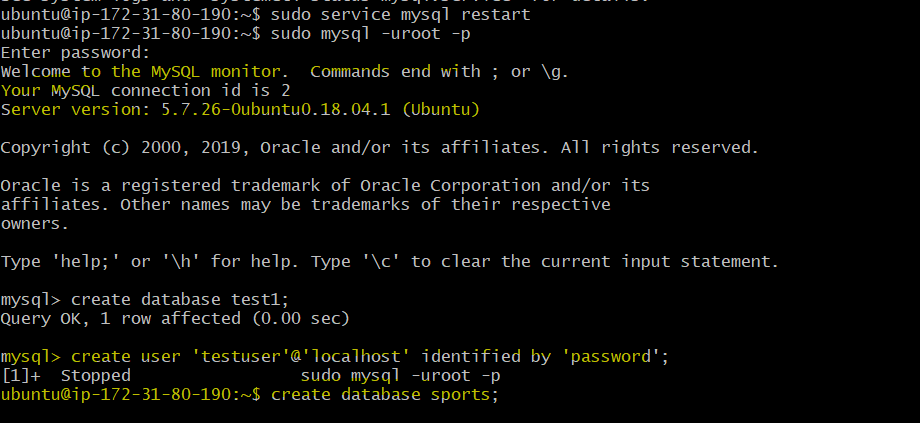 ubuntu@ip-172-31-80-190:~$ sudo service mysql restart
ubuntu@ip-172-31-80-190:~$ sudo mysql -uroot -p
Enter password:
Welcome to the MySQL monitor.  Commands end with ; or \g.
Your MySQL connection id is 2
Server version: 5.7.26-0ubuntu0.18.04.1 (Ubuntu)
Copyright (c) 2000, 2019, Oracle and/or its affiliates. All rights reserved.
Oracle is a registered trademark of Oracle Corporation and/or its
affiliates. Other names may be trademarks of their respective
owners.
Type 'help;' or '\h' for help. Type '\c' to clear the current input statement.
mysql> create database test1;
Query OK, 1 row affected (0.00 sec)
mysql> create user 'testuser'@'localhost' identified by 'password';
[1]+  Stopped                 sudo mysql -uroot -p
ubuntu@ip-172-31-80-190:~$ create database sports;